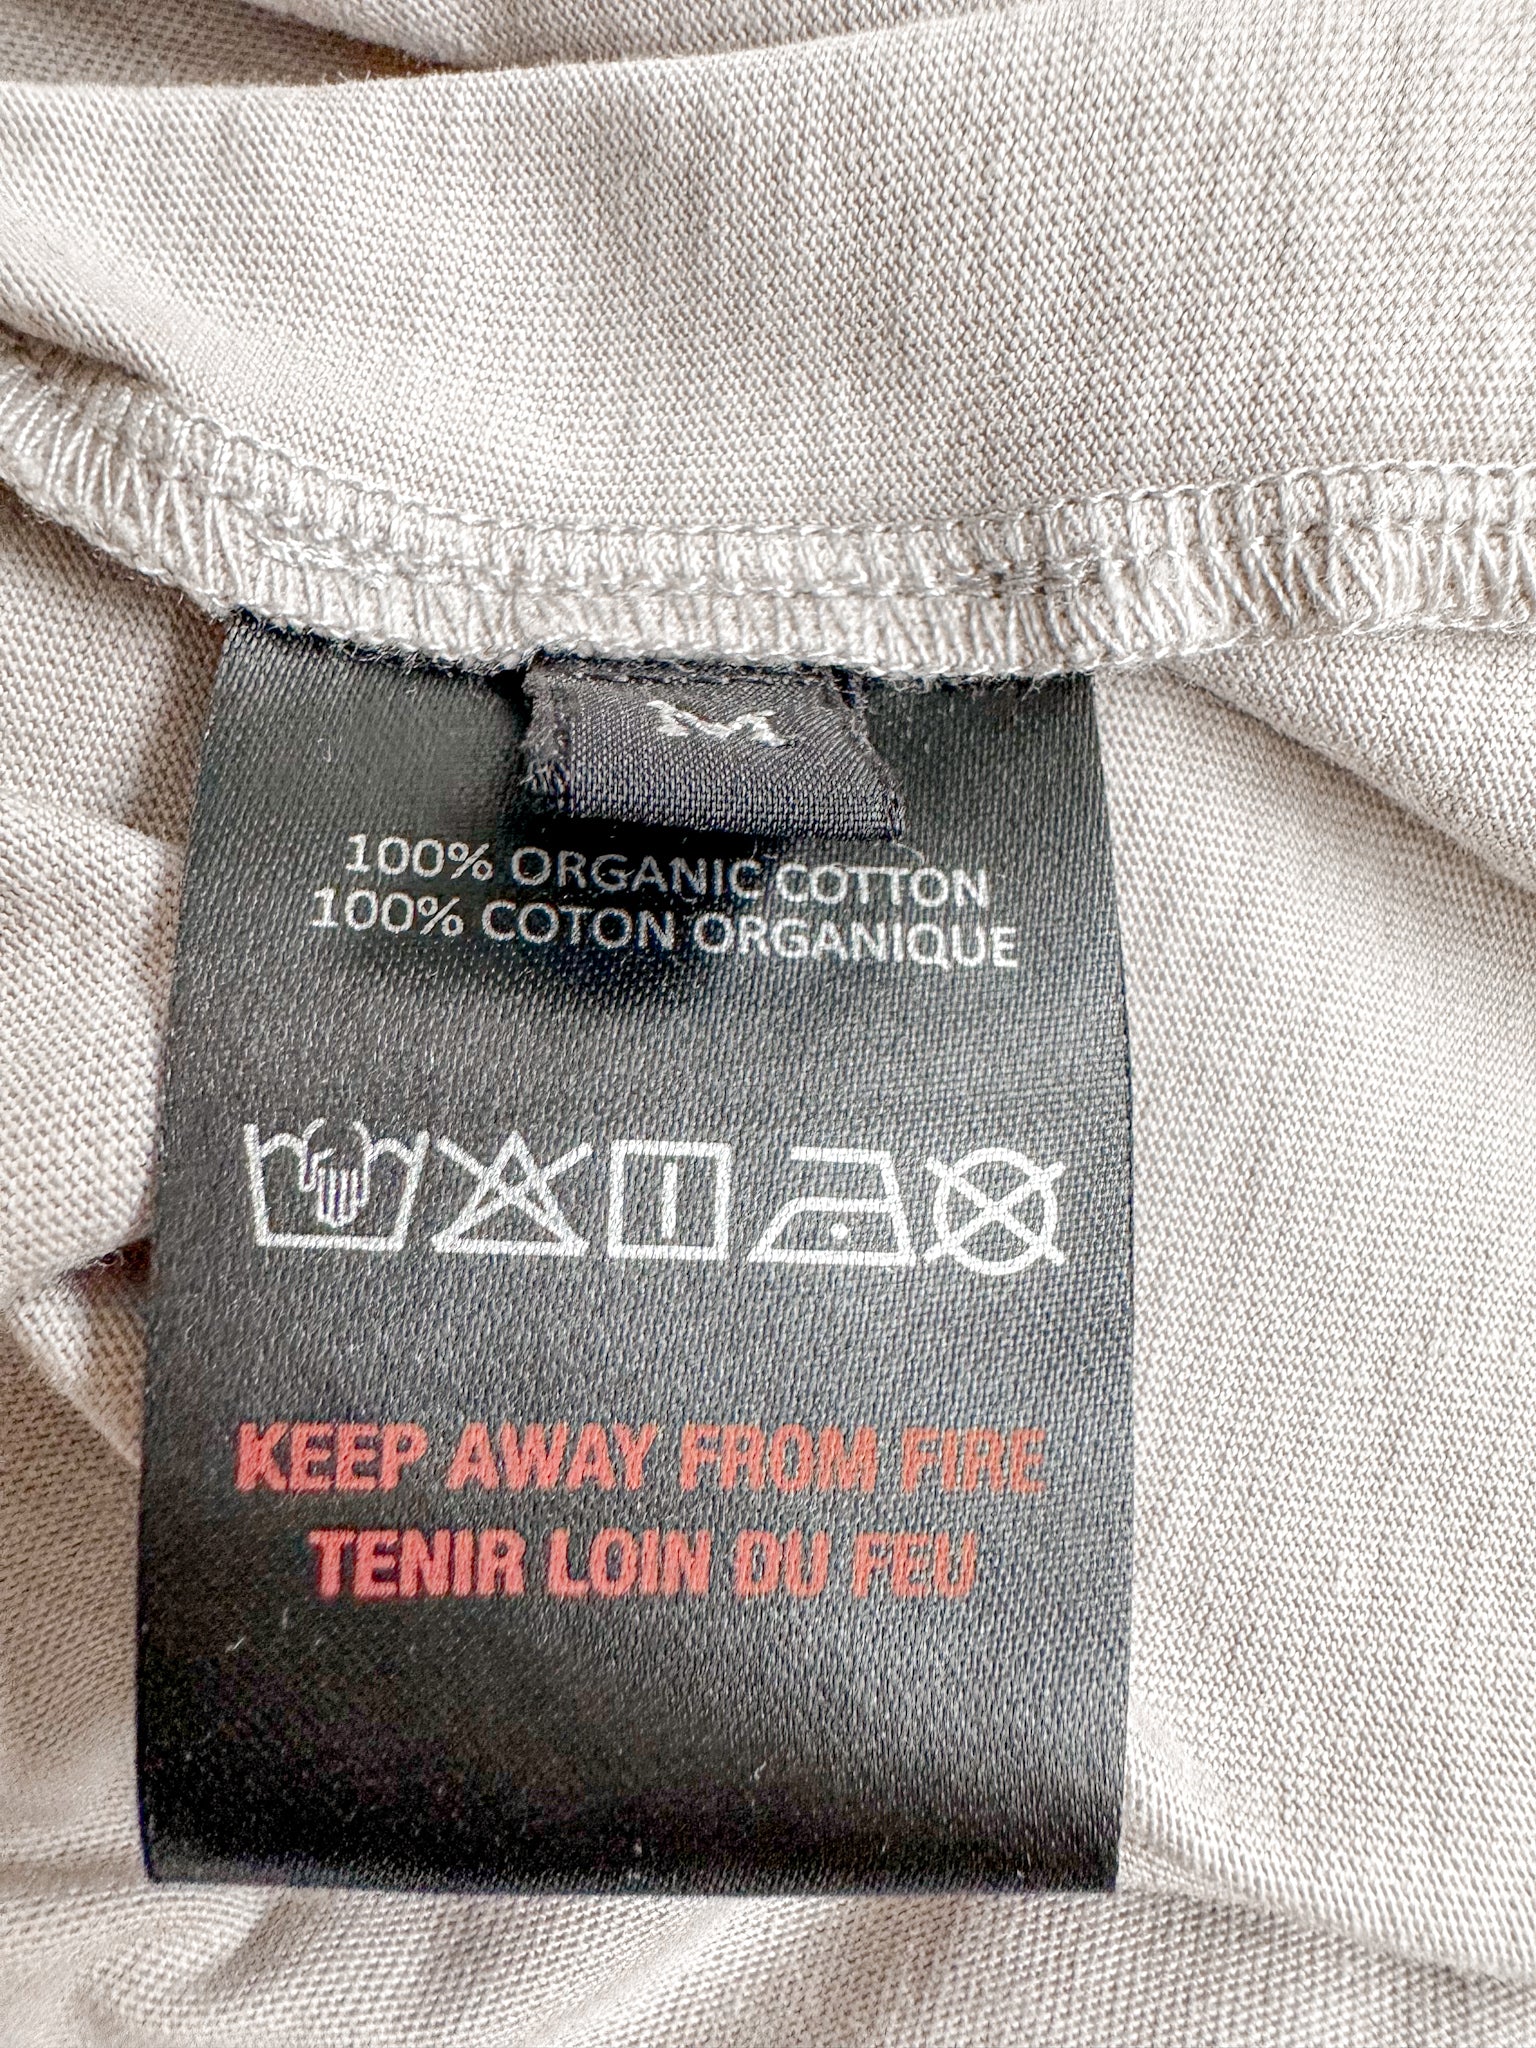 M
100% ORGANIC COTTON
100% COTON ORGANIQUE
KEEP AWAY FROM FIRE
TENIR LOIN DU FEU